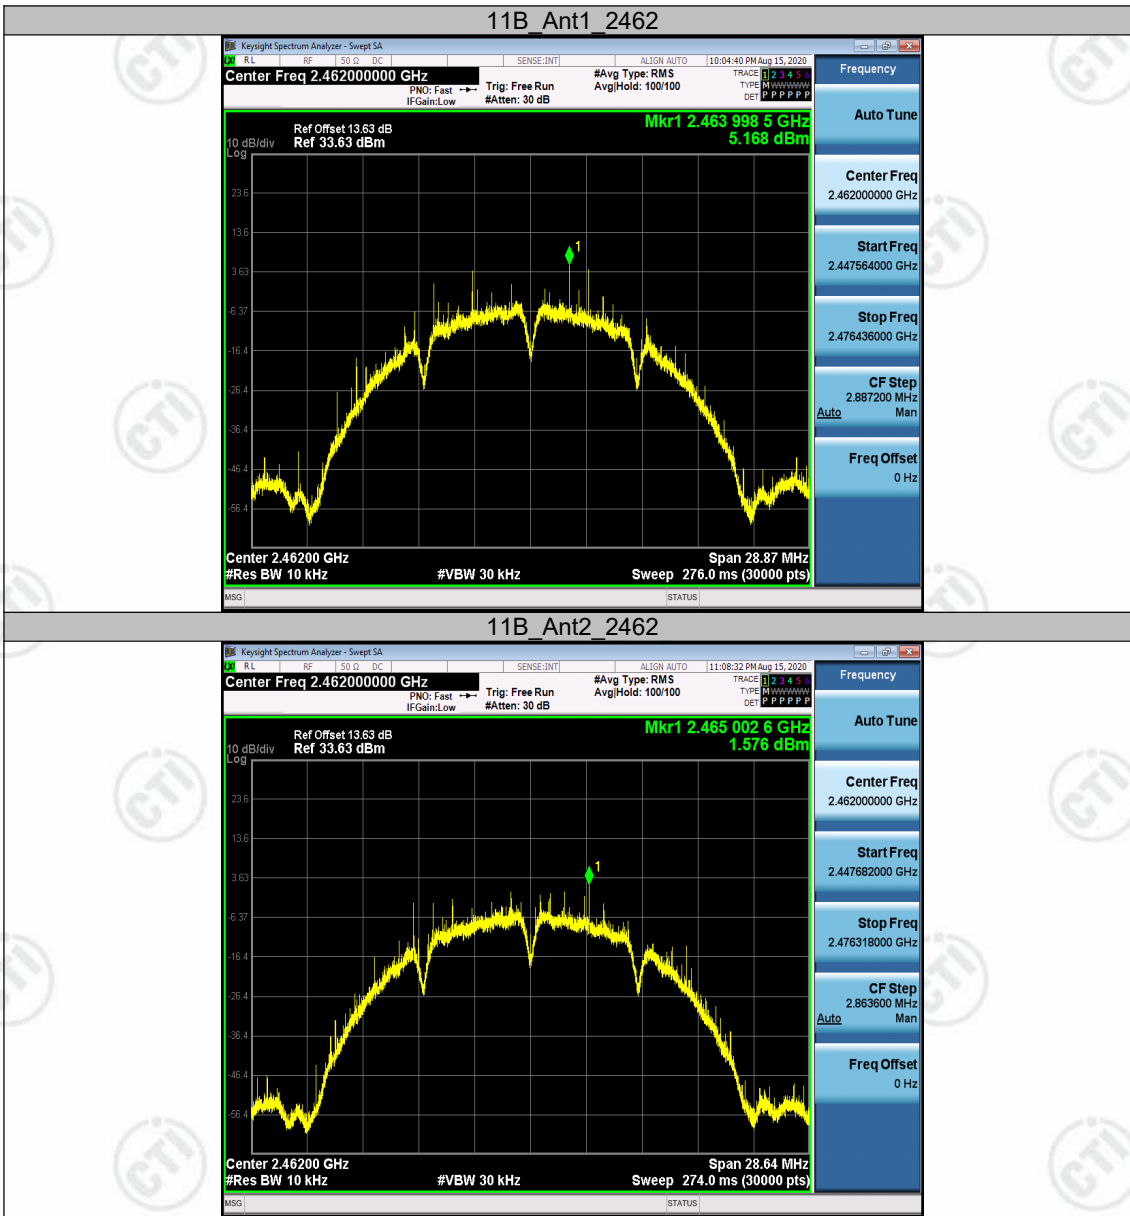 11B_Ant1_2462
Keysight Spectrum Analyzer - Swept SA
LXI RL RF 50 Ω DC SENSE:INT ALIGN AUTO 10:04:40 PM Aug 15, 2020
Center Freq 2.462000000 GHz
PNO: Fast
IFGain:Low
Trig: Free Run
#Atten: 30 dB
#Avg Type: RMS
Avg|Hold: 100/100
TRACE 1 2 3 4 5 6
TYPE M W W W W W
DET P P P P P P
Frequency
Auto Tune
Center Freq
2.462000000 GHz
Start Freq
2.447564000 GHz
Stop Freq
2.476436000 GHz
CF Step
2.887200 MHz
Auto Man
Freq Offset
0 Hz
Mkr1 2.463 998 5 GHz
5.168 dBm
Ref Offset 13.63 dB
Ref 33.63 dBm
10 dB/div
Log
23.6
13.6
3.63
-6.37
-16.4
-26.4
-36.4
-46.4
-56.4
1
Center 2.46200 GHz Span 28.87 MHz
#Res BW 10 kHz #VBW 30 kHz Sweep 276.0 ms (30000 pts)
MSG STATUS
11B_Ant2_2462
Keysight Spectrum Analyzer - Swept SA
LXI RL RF 50 Ω DC SENSE:INT ALIGN AUTO 11:08:32 PM Aug 15, 2020
Center Freq 2.462000000 GHz
PNO: Fast
IFGain:Low
Trig: Free Run
#Atten: 30 dB
#Avg Type: RMS
Avg|Hold: 100/100
TRACE 1 2 3 4 5 6
TYPE M W W W W W
DET P P P P P P
Frequency
Auto Tune
Center Freq
2.462000000 GHz
Start Freq
2.447682000 GHz
Stop Freq
2.476318000 GHz
CF Step
2.863600 MHz
Auto Man
Freq Offset
0 Hz
Mkr1 2.465 002 6 GHz
1.576 dBm
Ref Offset 13.63 dB
Ref 33.63 dBm
10 dB/div
Log
23.6
13.6
3.63
-6.37
-16.4
-26.4
-36.4
-46.4
-56.4
1
Center 2.46200 GHz Span 28.64 MHz
#Res BW 10 kHz #VBW 30 kHz Sweep 274.0 ms (30000 pts)
MSG STATUS
CTI
CTI
CTI
CTI
CTI
CTI
CTI
CTI